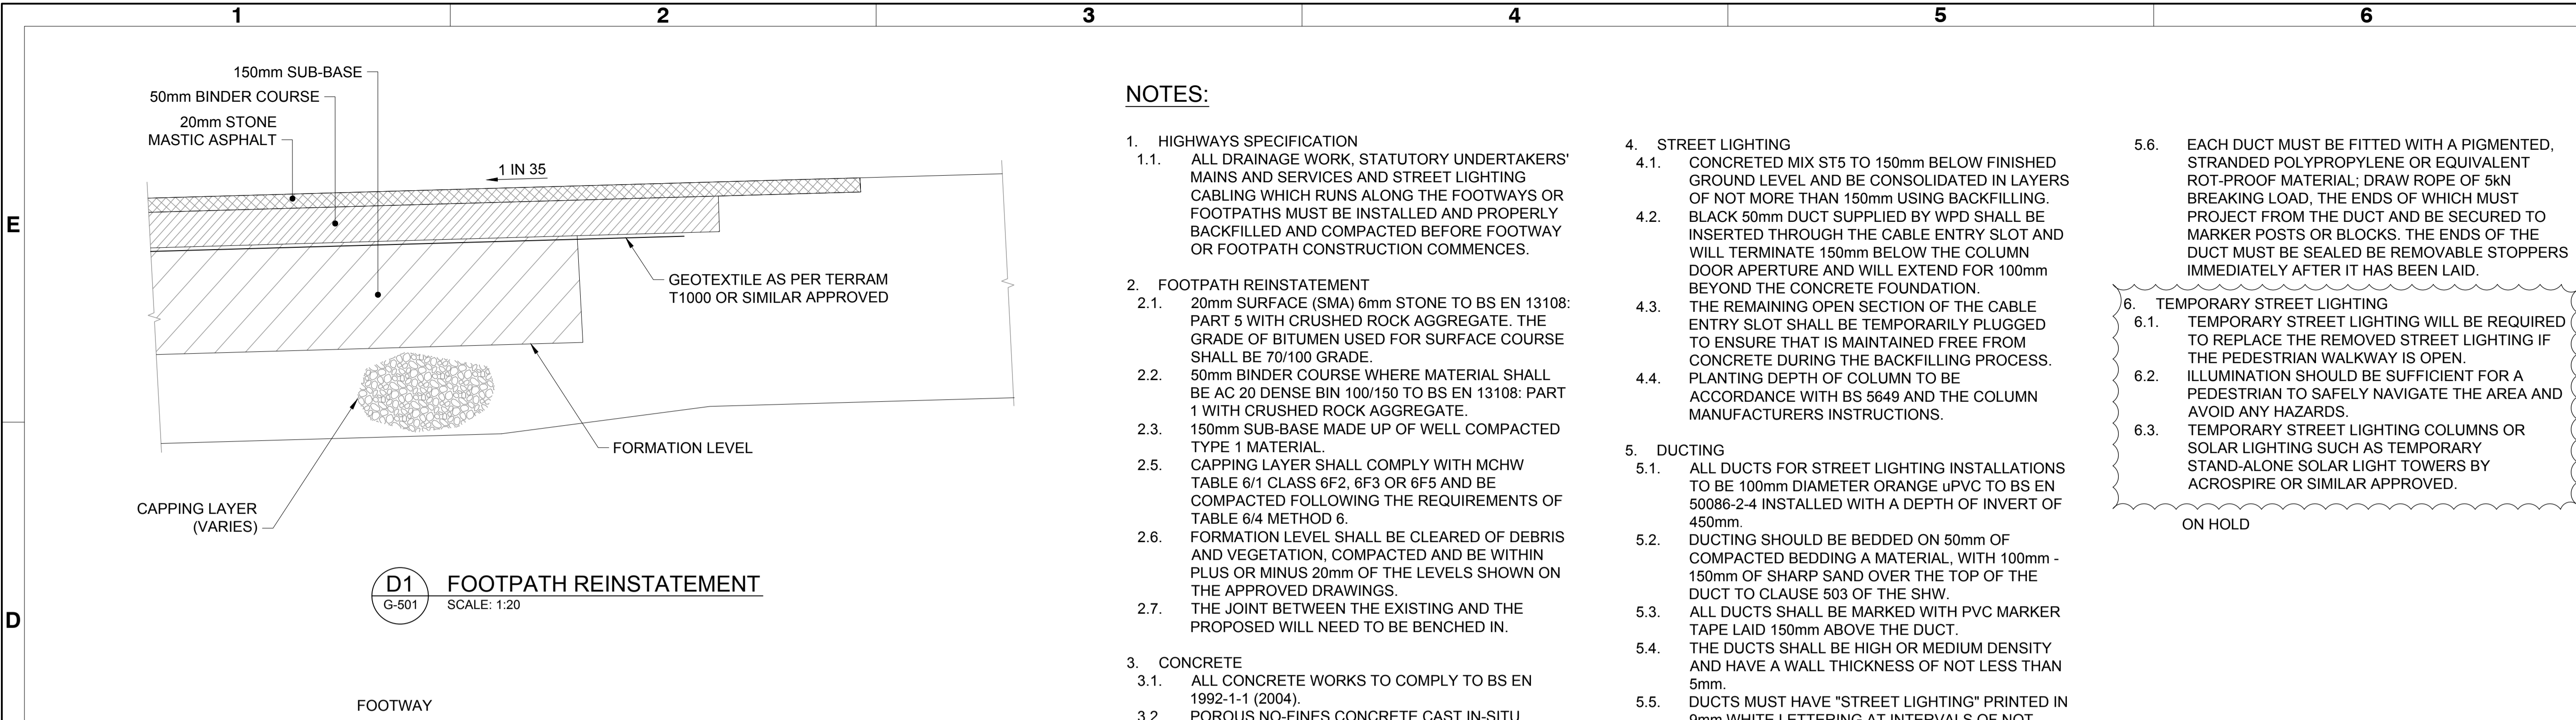 1 2 3 4 5 6
E
D
150mm SUB-BASE
50mm BINDER COURSE
20mm STONE
MASTIC ASPHALT
1 IN 35
GEOTEXTILE AS PER TERRAM
T1000 OR SIMILAR APPROVED
FORMATION LEVEL
CAPPING LAYER
(VARIES)
D1
G-501
FOOTPATH REINSTATEMENT
SCALE: 1:20
FOOTWAY
NOTES:
1. HIGHWAYS SPECIFICATION
1.1. ALL DRAINAGE WORK, STATUTORY UNDERTAKERS'
MAINS AND SERVICES AND STREET LIGHTING
CABLING WHICH RUNS ALONG THE FOOTWAYS OR
FOOTPATHS MUST BE INSTALLED AND PROPERLY
BACKFILLED AND COMPACTED BEFORE FOOTWAY
OR FOOTPATH CONSTRUCTION COMMENCES.
2. FOOTPATH REINSTATEMENT
2.1. 20mm SURFACE (SMA) 6mm STONE TO BS EN 13108:
PART 5 WITH CRUSHED ROCK AGGREGATE. THE
GRADE OF BITUMEN USED FOR SURFACE COURSE
SHALL BE 70/100 GRADE.
2.2. 50mm BINDER COURSE WHERE MATERIAL SHALL
BE AC 20 DENSE BIN 100/150 TO BS EN 13108: PART
1 WITH CRUSHED ROCK AGGREGATE.
2.3. 150mm SUB-BASE MADE UP OF WELL COMPACTED
TYPE 1 MATERIAL.
2.5. CAPPING LAYER SHALL COMPLY WITH MCHW
TABLE 6/1 CLASS 6F2, 6F3 OR 6F5 AND BE
COMPACTED FOLLOWING THE REQUIREMENTS OF
TABLE 6/4 METHOD 6.
2.6. FORMATION LEVEL SHALL BE CLEARED OF DEBRIS
AND VEGETATION, COMPACTED AND BE WITHIN
PLUS OR MINUS 20mm OF THE LEVELS SHOWN ON
THE APPROVED DRAWINGS.
2.7. THE JOINT BETWEEN THE EXISTING AND THE
PROPOSED WILL NEED TO BE BENCHED IN.
3. CONCRETE
3.1. ALL CONCRETE WORKS TO COMPLY TO BS EN
1992-1-1 (2004).
3.2. POROUS NO-FINES CONCRETE CAST IN-SITU
4. STREET LIGHTING
4.1. CONCRETED MIX ST5 TO 150mm BELOW FINISHED
GROUND LEVEL AND BE CONSOLIDATED IN LAYERS
OF NOT MORE THAN 150mm USING BACKFILLING.
4.2. BLACK 50mm DUCT SUPPLIED BY WPD SHALL BE
INSERTED THROUGH THE CABLE ENTRY SLOT AND
WILL TERMINATE 150mm BELOW THE COLUMN
DOOR APERTURE AND WILL EXTEND FOR 100mm
BEYOND THE CONCRETE FOUNDATION.
4.3. THE REMAINING OPEN SECTION OF THE CABLE
ENTRY SLOT SHALL BE TEMPORARILY PLUGGED
TO ENSURE THAT IS MAINTAINED FREE FROM
CONCRETE DURING THE BACKFILLING PROCESS.
4.4. PLANTING DEPTH OF COLUMN TO BE
ACCORDANCE WITH BS 5649 AND THE COLUMN
MANUFACTURERS INSTRUCTIONS.
5. DUCTING
5.1. ALL DUCTS FOR STREET LIGHTING INSTALLATIONS
TO BE 100mm DIAMETER ORANGE uPVC TO BS EN
50086-2-4 INSTALLED WITH A DEPTH OF INVERT OF
450mm.
5.2. DUCTING SHOULD BE BEDDED ON 50mm OF
COMPACTED BEDDING A MATERIAL, WITH 100mm -
150mm OF SHARP SAND OVER THE TOP OF THE
DUCT TO CLAUSE 503 OF THE SHW.
5.3. ALL DUCTS SHALL BE MARKED WITH PVC MARKER
TAPE LAID 150mm ABOVE THE DUCT.
5.4. THE DUCTS SHALL BE HIGH OR MEDIUM DENSITY
AND HAVE A WALL THICKNESS OF NOT LESS THAN
5mm.
5.5. DUCTS MUST HAVE "STREET LIGHTING" PRINTED IN
9mm WHITE LETTERING AT INTERVALS OF NOT
5.6. EACH DUCT MUST BE FITTED WITH A PIGMENTED,
STRANDED POLYPROPYLENE OR EQUIVALENT
ROT-PROOF MATERIAL; DRAW ROPE OF 5kN
BREAKING LOAD, THE ENDS OF WHICH MUST
PROJECT FROM THE DUCT AND BE SECURED TO
MARKER POSTS OR BLOCKS. THE ENDS OF THE
DUCT MUST BE SEALED BE REMOVABLE STOPPERS
IMMEDIATELY AFTER IT HAS BEEN LAID.
6. TEMPORARY STREET LIGHTING
6.1. TEMPORARY STREET LIGHTING WILL BE REQUIRED
TO REPLACE THE REMOVED STREET LIGHTING IF
THE PEDESTRIAN WALKWAY IS OPEN.
6.2. ILLUMINATION SHOULD BE SUFFICIENT FOR A
PEDESTRIAN TO SAFELY NAVIGATE THE AREA AND
AVOID ANY HAZARDS.
6.3. TEMPORARY STREET LIGHTING COLUMNS OR
SOLAR LIGHTING SUCH AS TEMPORARY
STAND-ALONE SOLAR LIGHT TOWERS BY
ACROSPIRE OR SIMILAR APPROVED.
ON HOLD